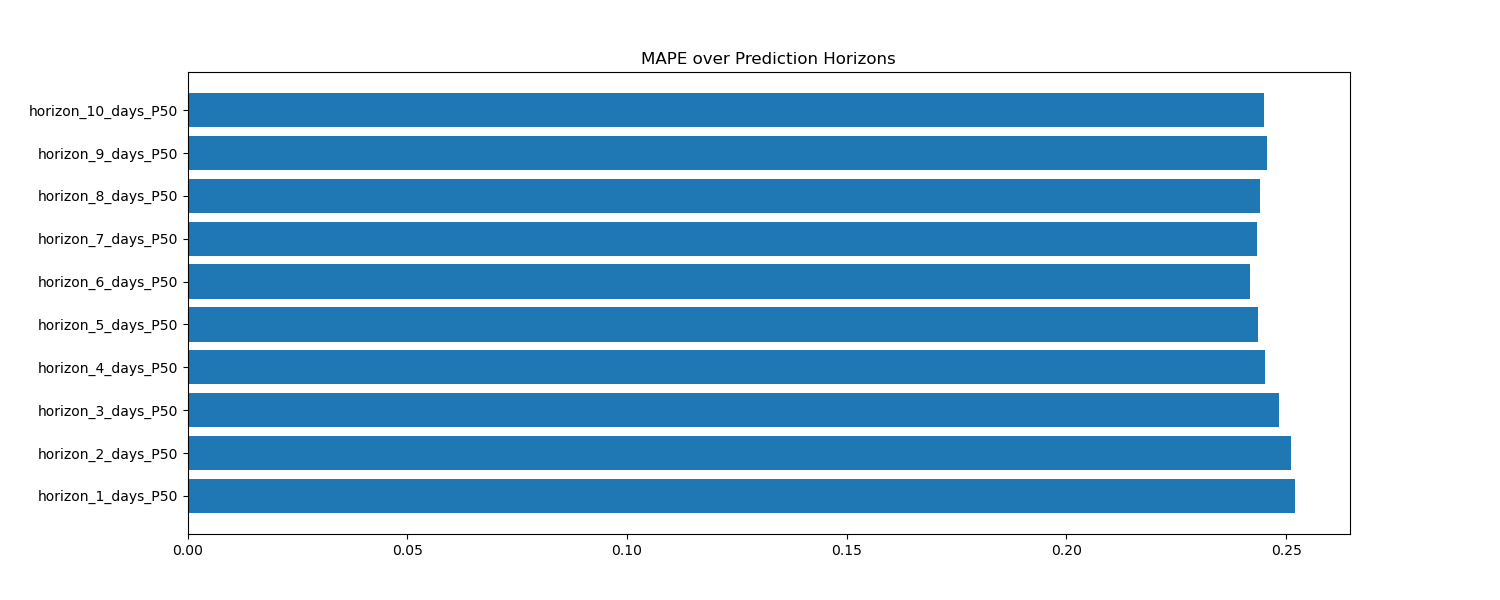 MAPE over Prediction Horizons
horizon_10_days_P50
horizon_9_days_P50
horizon_8_days_P50
horizon_7_days_P50
horizon_6_days_P50
horizon_5_days_P50
horizon_4_days_P50
horizon_3_days_P50
horizon_2_days_P50
horizon_1_days_P50
0.00 0.05 0.10 0.15 0.20 0.25